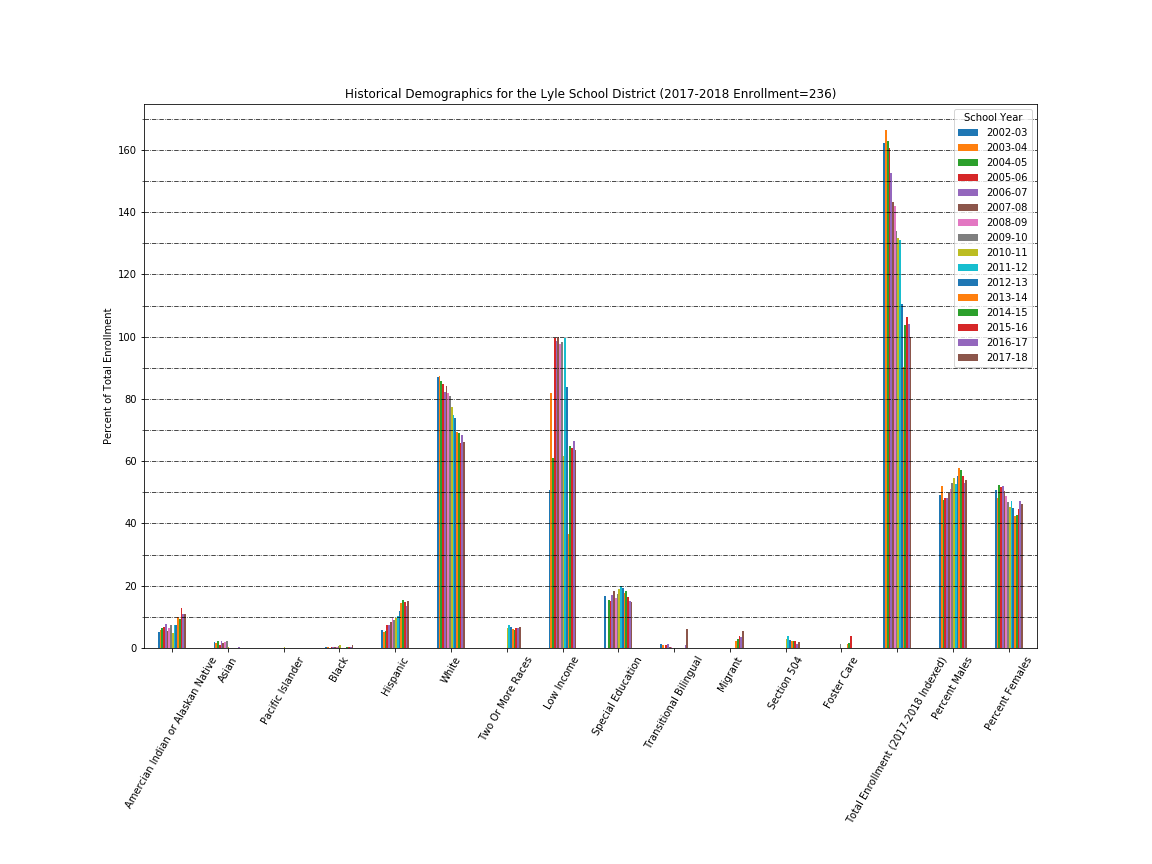 Historical Demographics for the Lyle School District (2017-2018 Enrollment=236)
Percent of Total Enrollment
160
140
120
100
80
60
40
20
0
School Year
2002-03
2003-04
2004-05
2005-06
2006-07
2007-08
2008-09
2009-10
2010-11
2011-12
2012-13
2013-14
2014-15
2015-16
2016-17
2017-18
Amercian Indian or Alaskan Native
Asian
Pacific Islander
Black
Hispanic
White
Two Or More Races
Low Income
Special Education
Transitional Bilingual
Migrant
Section 504
Foster Care
Total Enrollment (2017-2018 Indexed)
Percent Males
Percent Females